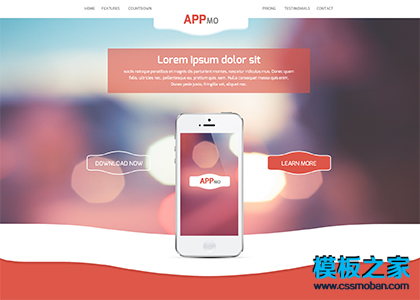 HOME FEATURES COUNTDOWN
APPMO
PRICING TESTIMONIALS CONTACT
Lorem ipsum dolor sit
DOWNLOAD NOW
LEARN MORE
APPMO
模板之家
www.cssmoban.com